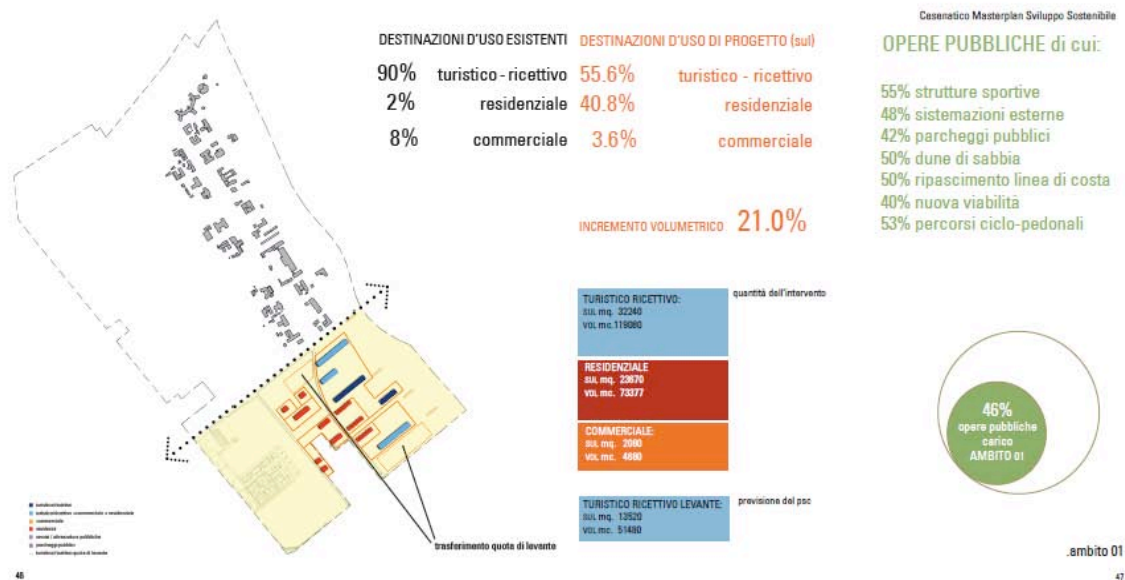 Cesenatico Masterplan Sviluppo Sostenibile
DESTINAZIONI D'USO ESISTENTI
90% turistico - ricettivo
2% residenziale
8% commerciale
DESTINAZIONI D'USO DI PROGETTO (sul)
55.6% turistico - ricettivo
40.8% residenziale
3.6% commerciale
INCREMENTO VOLUMETRICO 21.0%
OPERE PUBBLICHE di cui:
55% strutture sportive
48% sistemazioni esterne
42% parcheggi pubblici
50% dune di sabbia
50% ripascimento linea di costa
40% nuova viabilità
53% percorsi ciclo-pedonali
TURISTICO RICETTIVO:
SUL mq. 32240
VOL mc. 119080
quantità dell'intervento
RESIDENZIALE
SUL mq. 23670
VOL mc. 73377
COMMERCIALE:
SUL mq. 2080
VOL mc. 4680
TURISTICO RICETTIVO LEVANTE:
SUL mq. 13520
VOL mc. 51480
previsione del psc
46%
opere pubbliche
carico
AMBITO 01
trasferimento quota di levante
.ambito 01
46
47